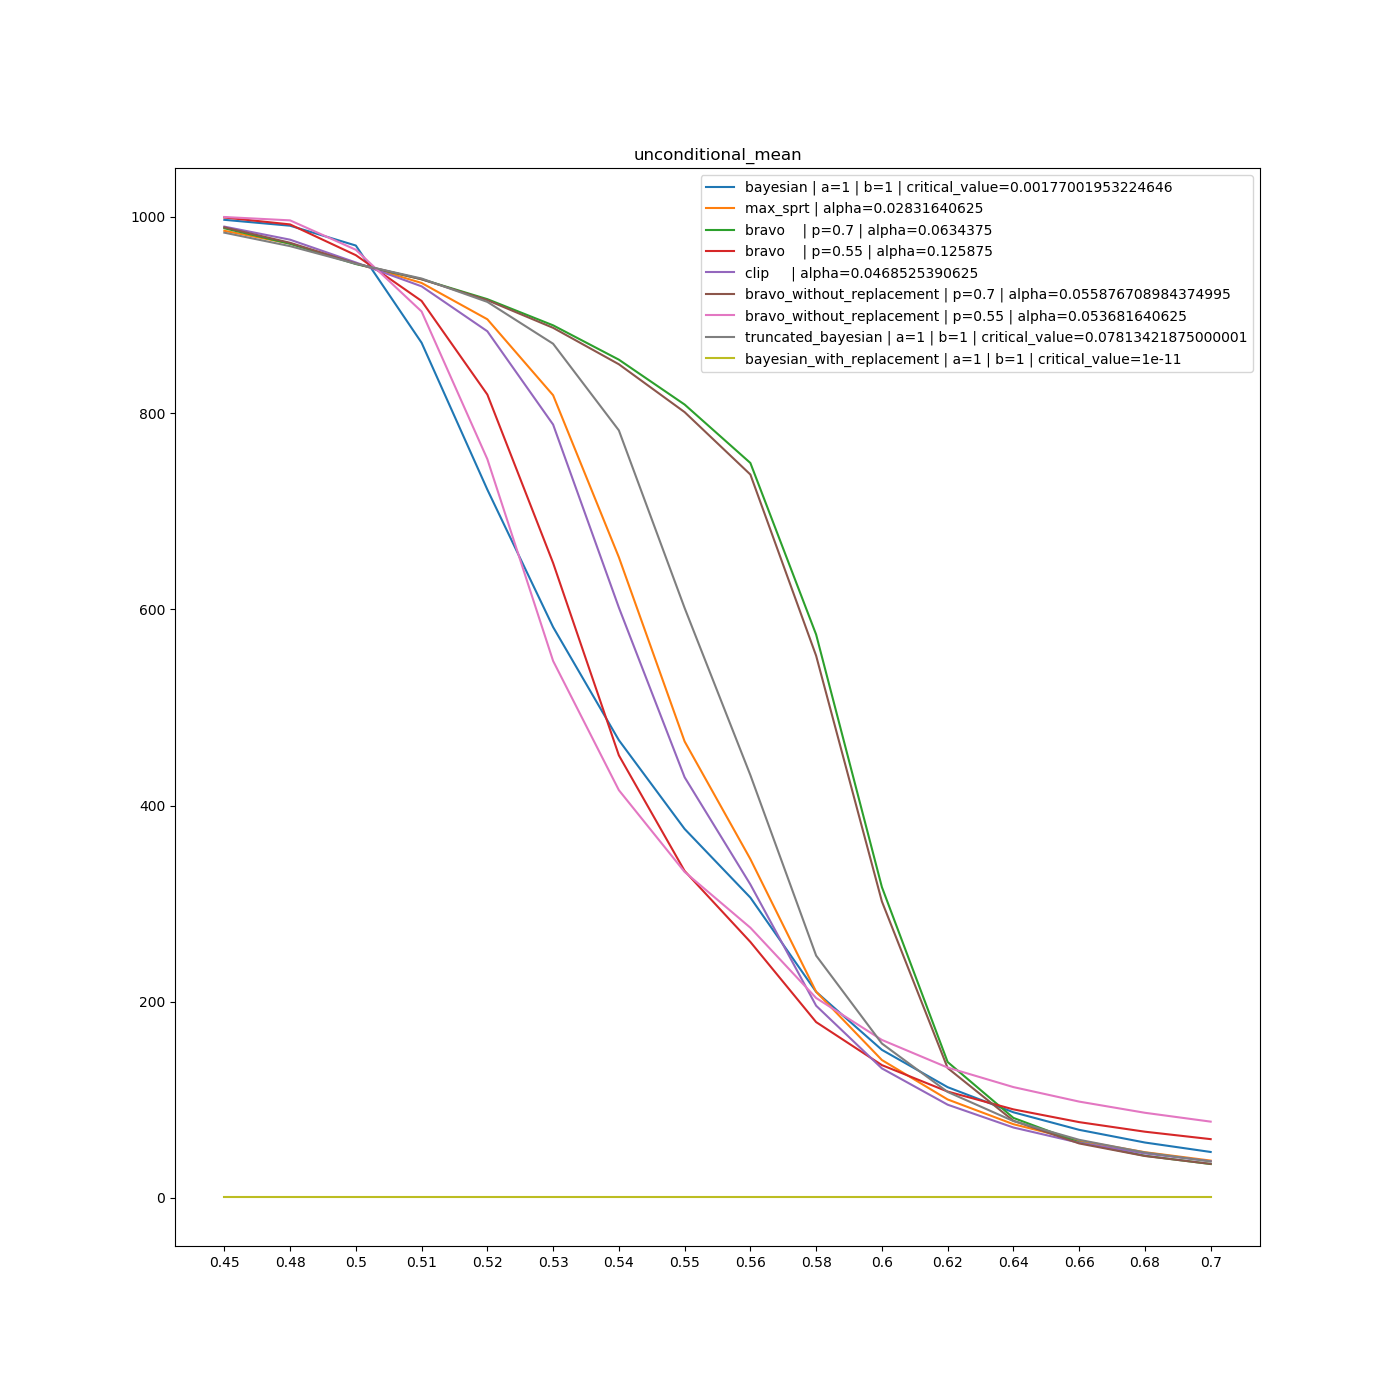 unconditional_mean
bayesian | a=1 | b=1 | critical_value=0.00177001953224646
max_sprt | alpha=0.02831640625
bravo    | p=0.7 | alpha=0.0634375
bravo    | p=0.55 | alpha=0.125875
clip     | alpha=0.0468525390625
bravo_without_replacement | p=0.7 | alpha=0.055876708984374995
bravo_without_replacement | p=0.55 | alpha=0.053681640625
truncated_bayesian | a=1 | b=1 | critical_value=0.07813421875000001
bayesian_with_replacement | a=1 | b=1 | critical_value=1e-11
1000
800
600
400
200
0
0.45 0.48 0.5 0.51 0.52 0.53 0.54 0.55 0.56 0.58 0.6 0.62 0.64 0.66 0.68 0.7